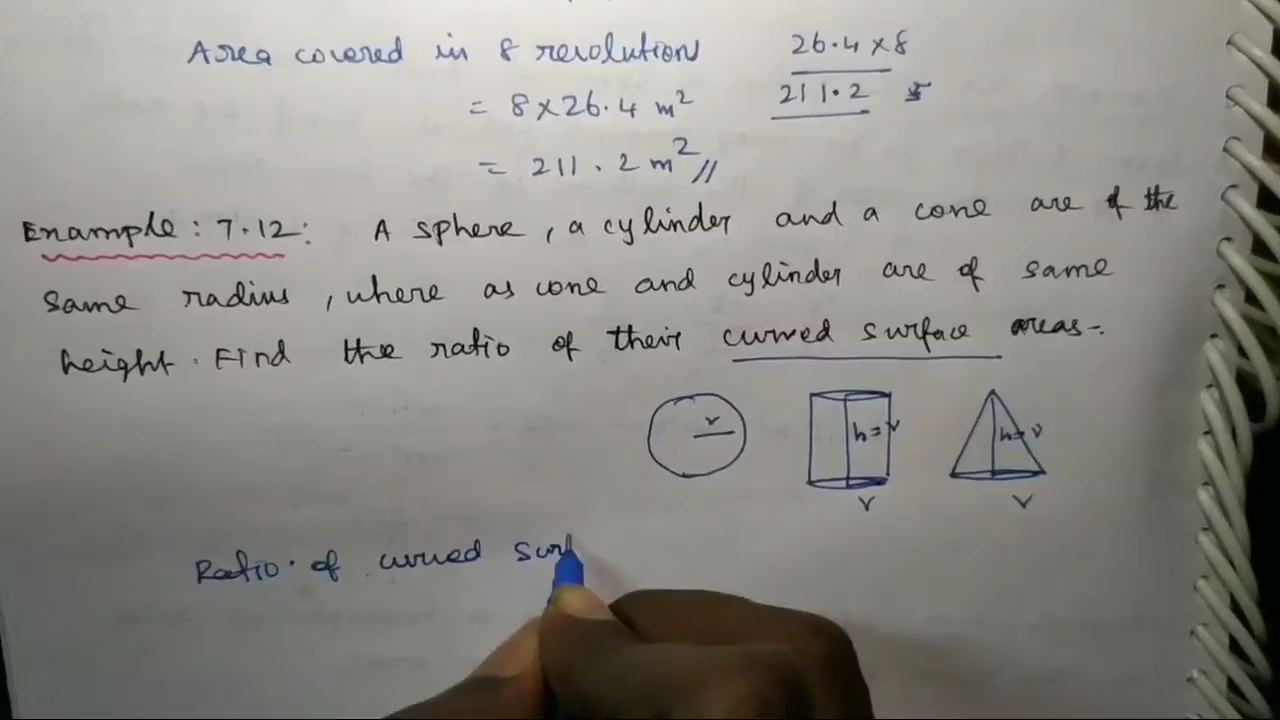 Area covered in 8 revolution
26.4 x 8
= 8 x 26.4 m²
211.2
= 211.2 m² //
Example: 7.12: A sphere, a cylinder and a cone are of the
same radius, where as cone and cylinder are of same
height. Find the ratio of their curved surface areas.
r
h = r
h = r
r
r
Ratio of curved sur